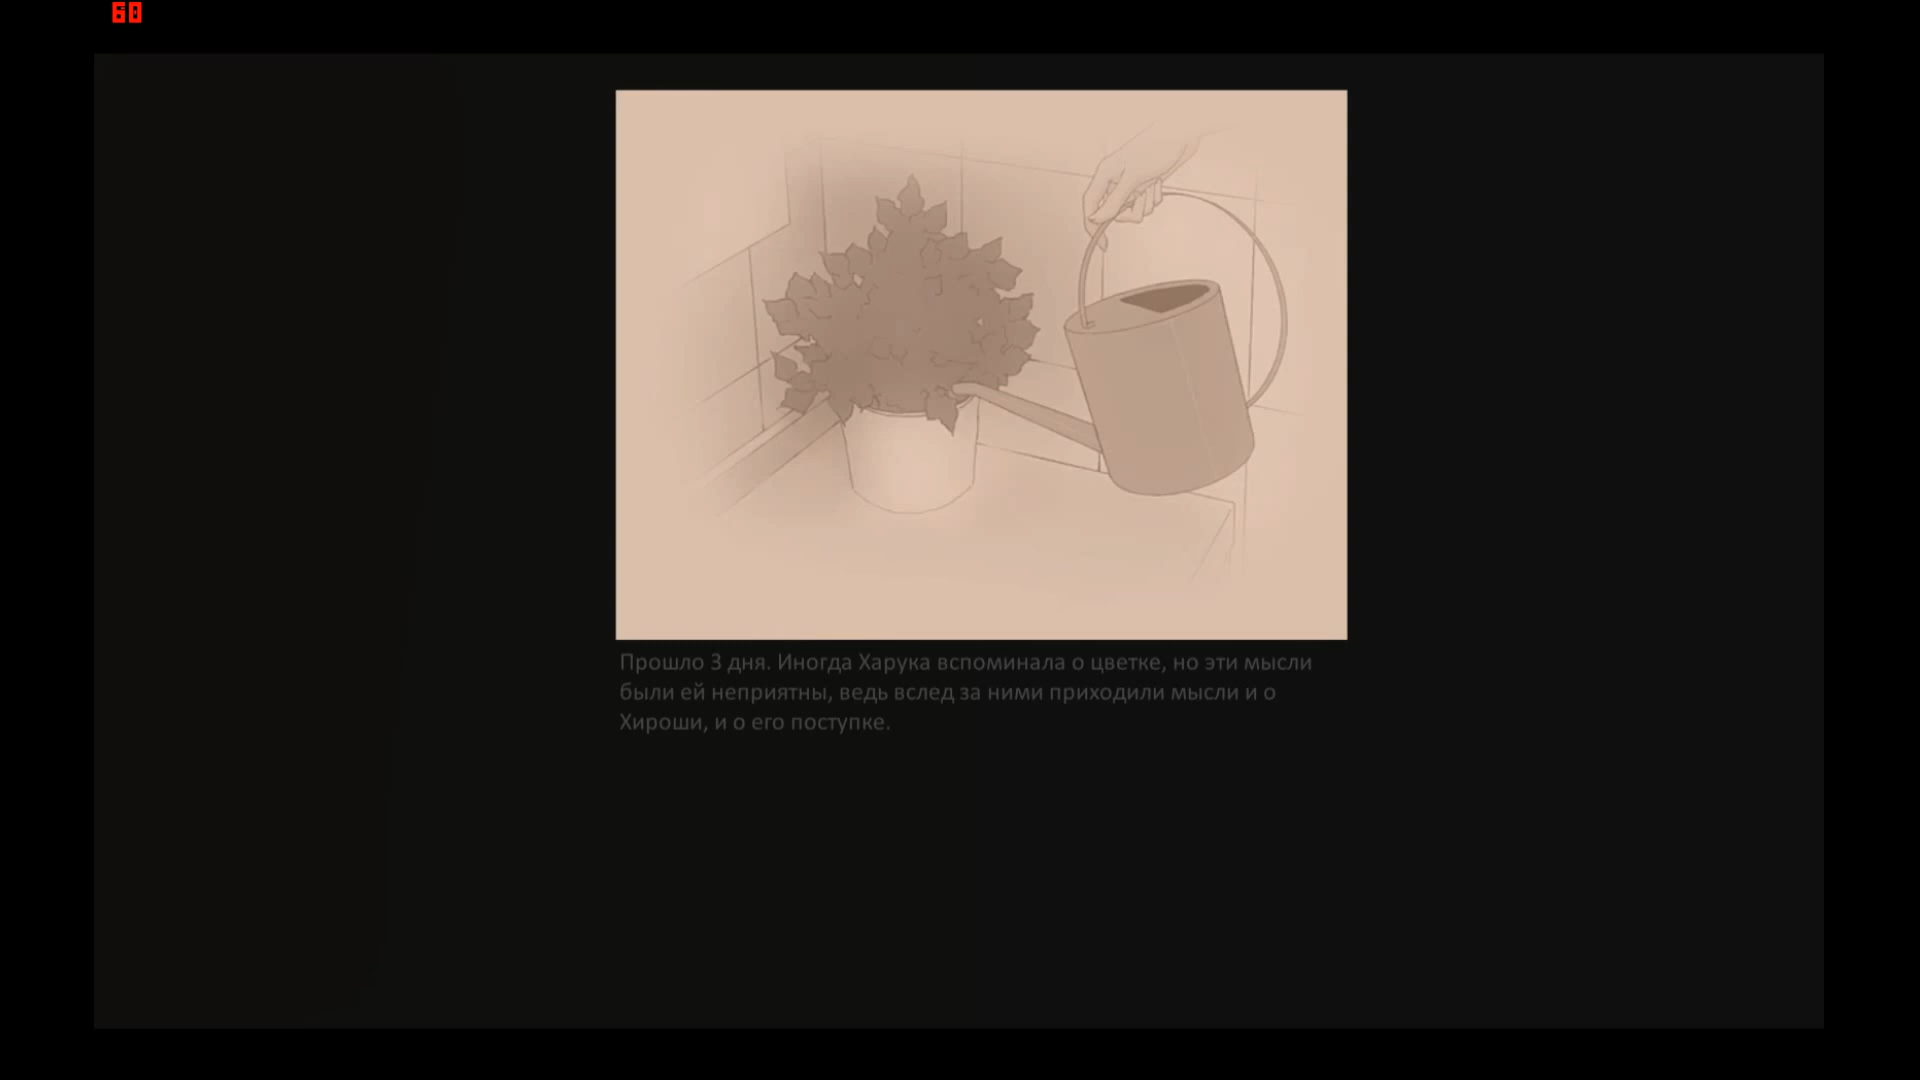 60
Прошло 3 дня. Иногда Харука вспоминала о цветке, но эти мысли
были ей неприятны, ведь вслед за ними приходили мысли и о
Хироши, и о его поступке.